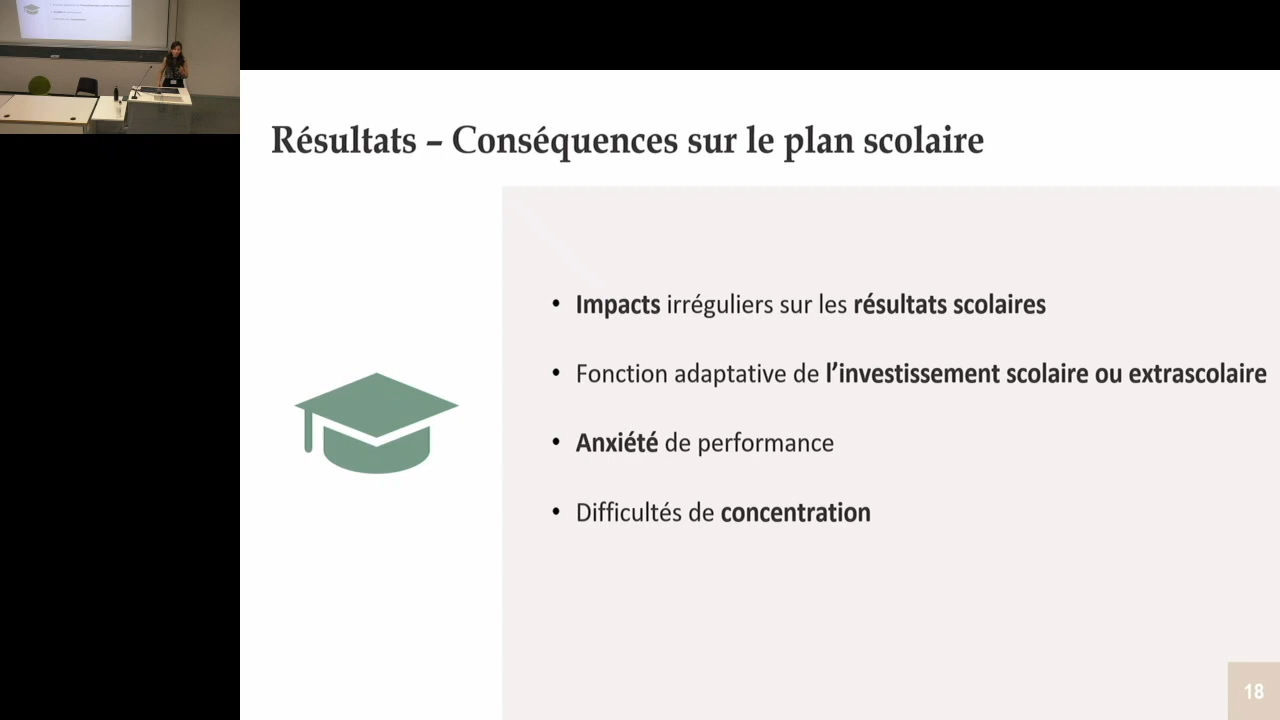 Résultats – Conséquences sur le plan scolaire
• Impacts irréguliers sur les résultats scolaires
• Fonction adaptative de l’investissement scolaire ou extrascolaire
• Anxiété de performance
• Difficultés de concentration
18